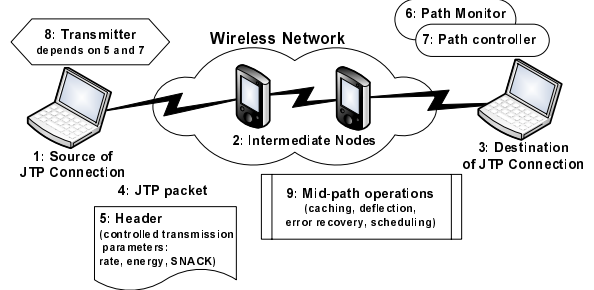 6: Path Monitor
7: Path controller
8: Transmitter
depends on 5 and 7
Wireless Network
1: Source of
JTP Connection
2: Intermediate Nodes
3: Destination
of JTP Connection
4: JTP packet
5: Header
(controlled transmission
parameters:
rate, energy, SNACK)
9: Mid-path operations
(caching, deflection,
error recovery, scheduling)